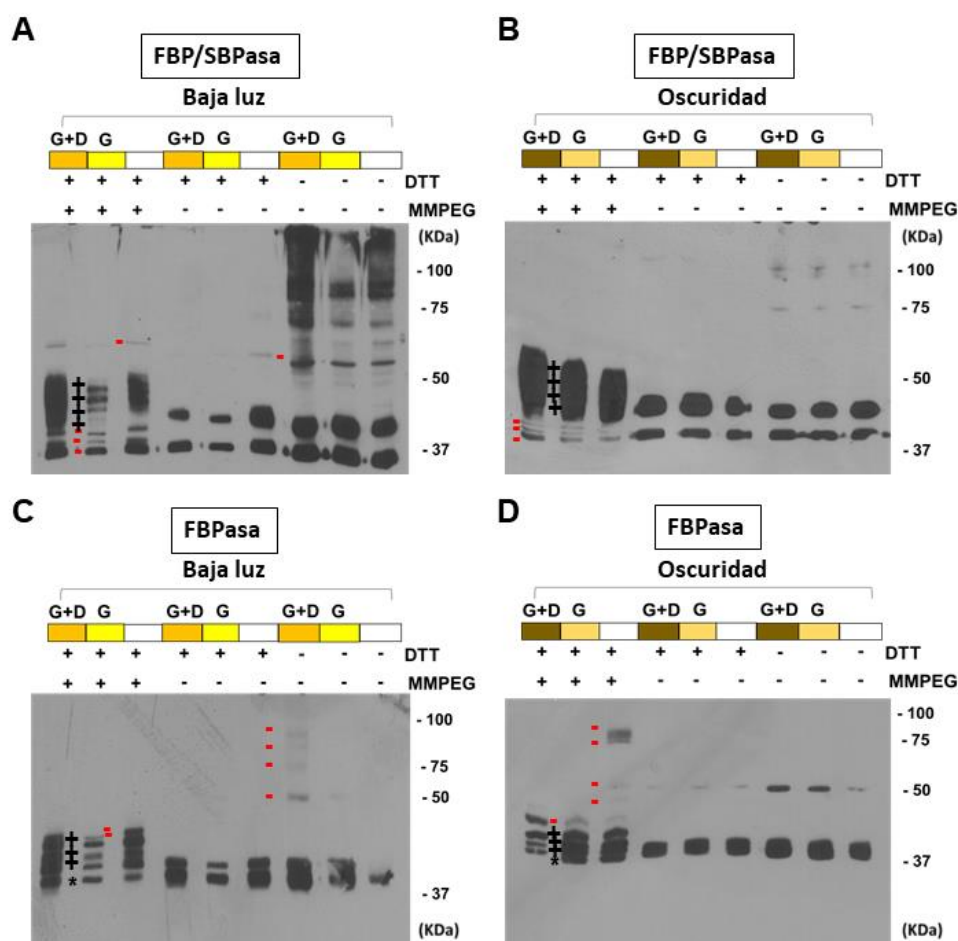 A
FBP/SBPasa
Baja luz
G+D G G+D G G+D G
+ + + + + + - - - DTT
+ + + - - - - - - MMPEG
(KDa)
- 100
- 75
- 50
- 37
B
FBP/SBPasa
Oscuridad
G+D G G+D G G+D G
+ + + + + + - - - DTT
+ + + - - - - - - MMPEG
(KDa)
- 100
- 75
- 50
- 37
C
FBPasa
Baja luz
G+D G G+D G G+D G
+ + + + + + - - - DTT
+ + + - - - - - - MMPEG
- 100
- 75
- 50
*
- 37
(KDa)
D
FBPasa
Oscuridad
G+D G G+D G G+D G
+ + + + + + - - - DTT
+ + + - - - - - - MMPEG
- 100
- 75
- 50
*
- 37
(KDa)